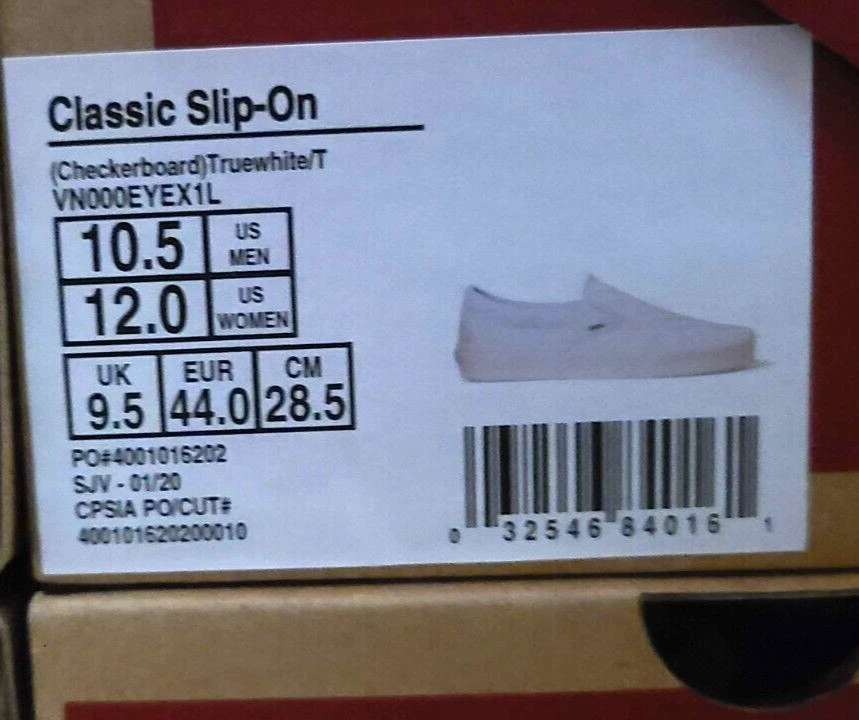 Classic Slip-On
(Checkerboard)Truewhite/T
VN000EYEX1L
10.5 US MEN
12.0 US WOMEN
UK EUR CM
9.5 44.0 28.5
PO#4001016202
SJV - 01/20
CPSIA PO/CUT#
400101620200010
0 32546 84016 1